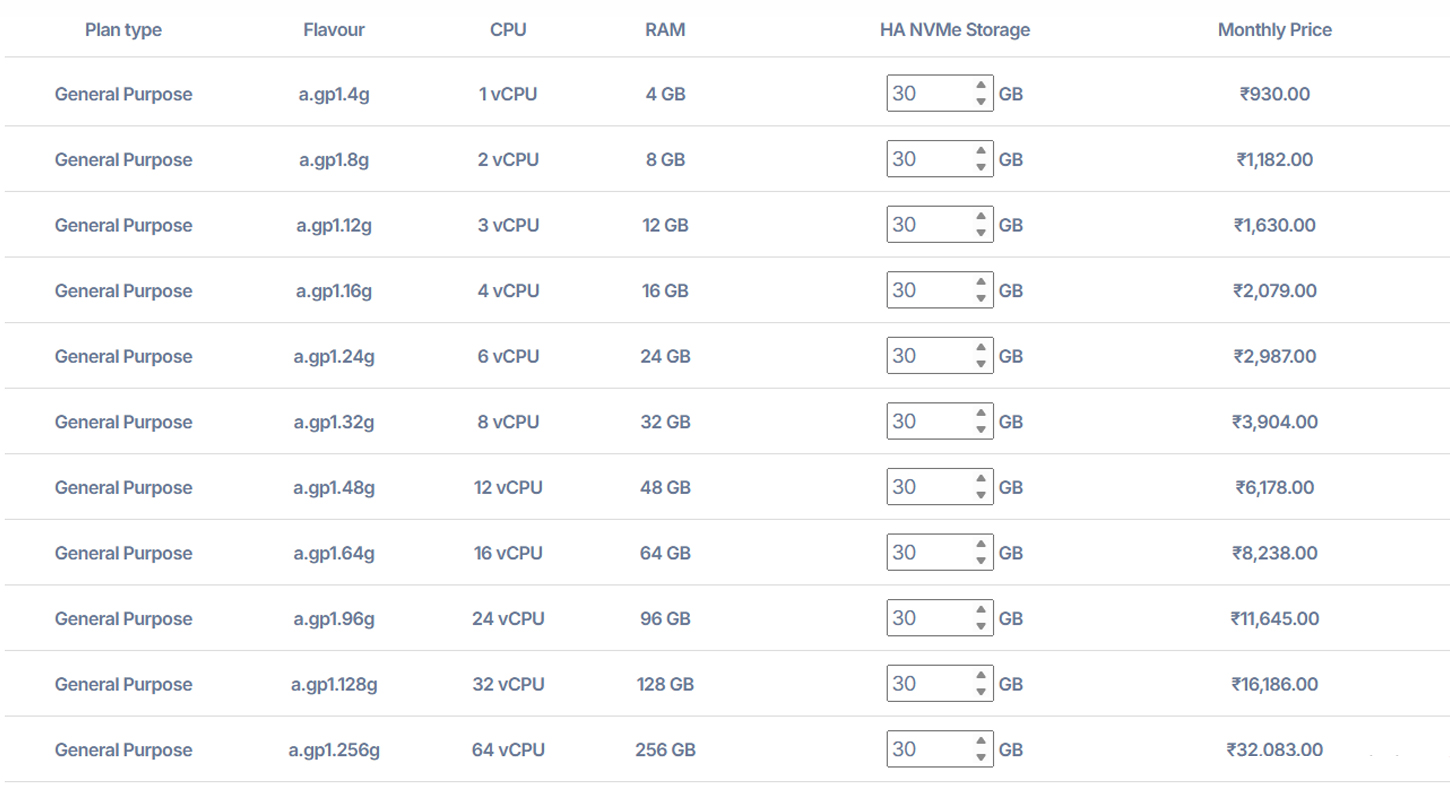 Plan type Flavour CPU RAM HA NVMe Storage Monthly Price
General Purpose a.gp1.4g 1 vCPU 4 GB 30 GB ₹930.00
General Purpose a.gp1.8g 2 vCPU 8 GB 30 GB ₹1,182.00
General Purpose a.gp1.12g 3 vCPU 12 GB 30 GB ₹1,630.00
General Purpose a.gp1.16g 4 vCPU 16 GB 30 GB ₹2,079.00
General Purpose a.gp1.24g 6 vCPU 24 GB 30 GB ₹2,987.00
General Purpose a.gp1.32g 8 vCPU 32 GB 30 GB ₹3,904.00
General Purpose a.gp1.48g 12 vCPU 48 GB 30 GB ₹6,178.00
General Purpose a.gp1.64g 16 vCPU 64 GB 30 GB ₹8,238.00
General Purpose a.gp1.96g 24 vCPU 96 GB 30 GB ₹11,645.00
General Purpose a.gp1.128g 32 vCPU 128 GB 30 GB ₹16,186.00
General Purpose a.gp1.256g 64 vCPU 256 GB 30 GB ₹32,083.00